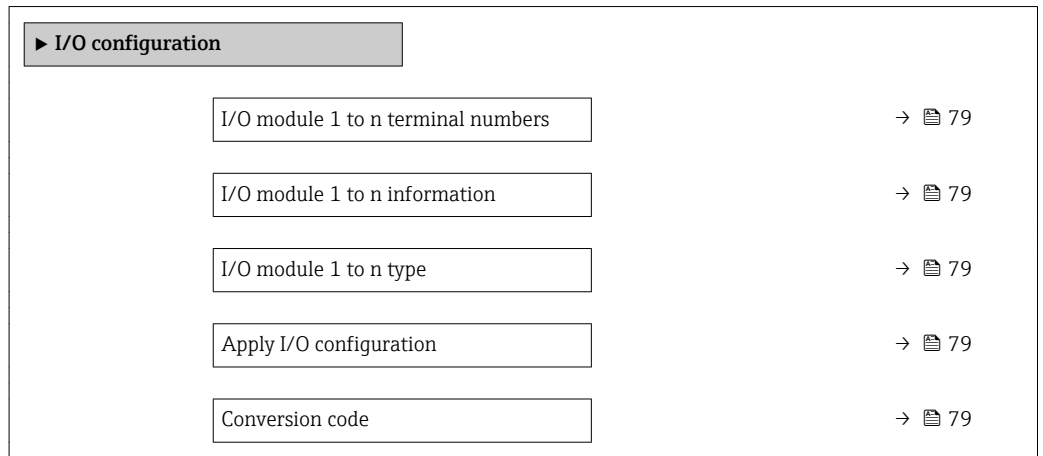 ▶ I/O configuration
I/O module 1 to n terminal numbers → 79
I/O module 1 to n information → 79
I/O module 1 to n type → 79
Apply I/O configuration → 79
Conversion code → 79